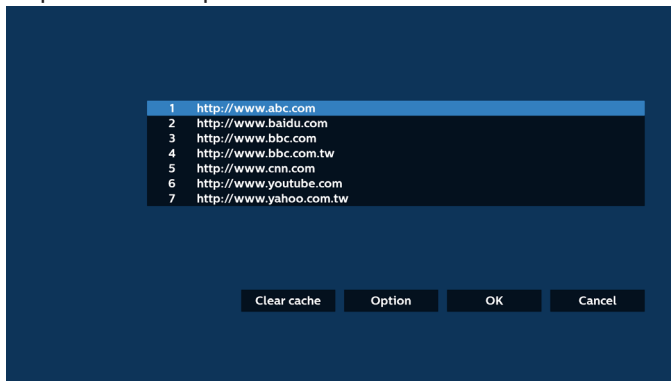 1 http://www.abc.com
2 http://www.baidu.com
3 http://www.bbc.com
4 http://www.bbc.com.tw
5 http://www.cnn.com
6 http://www.youtube.com
7 http://www.yahoo.com.tw
Clear cache Option OK Cancel